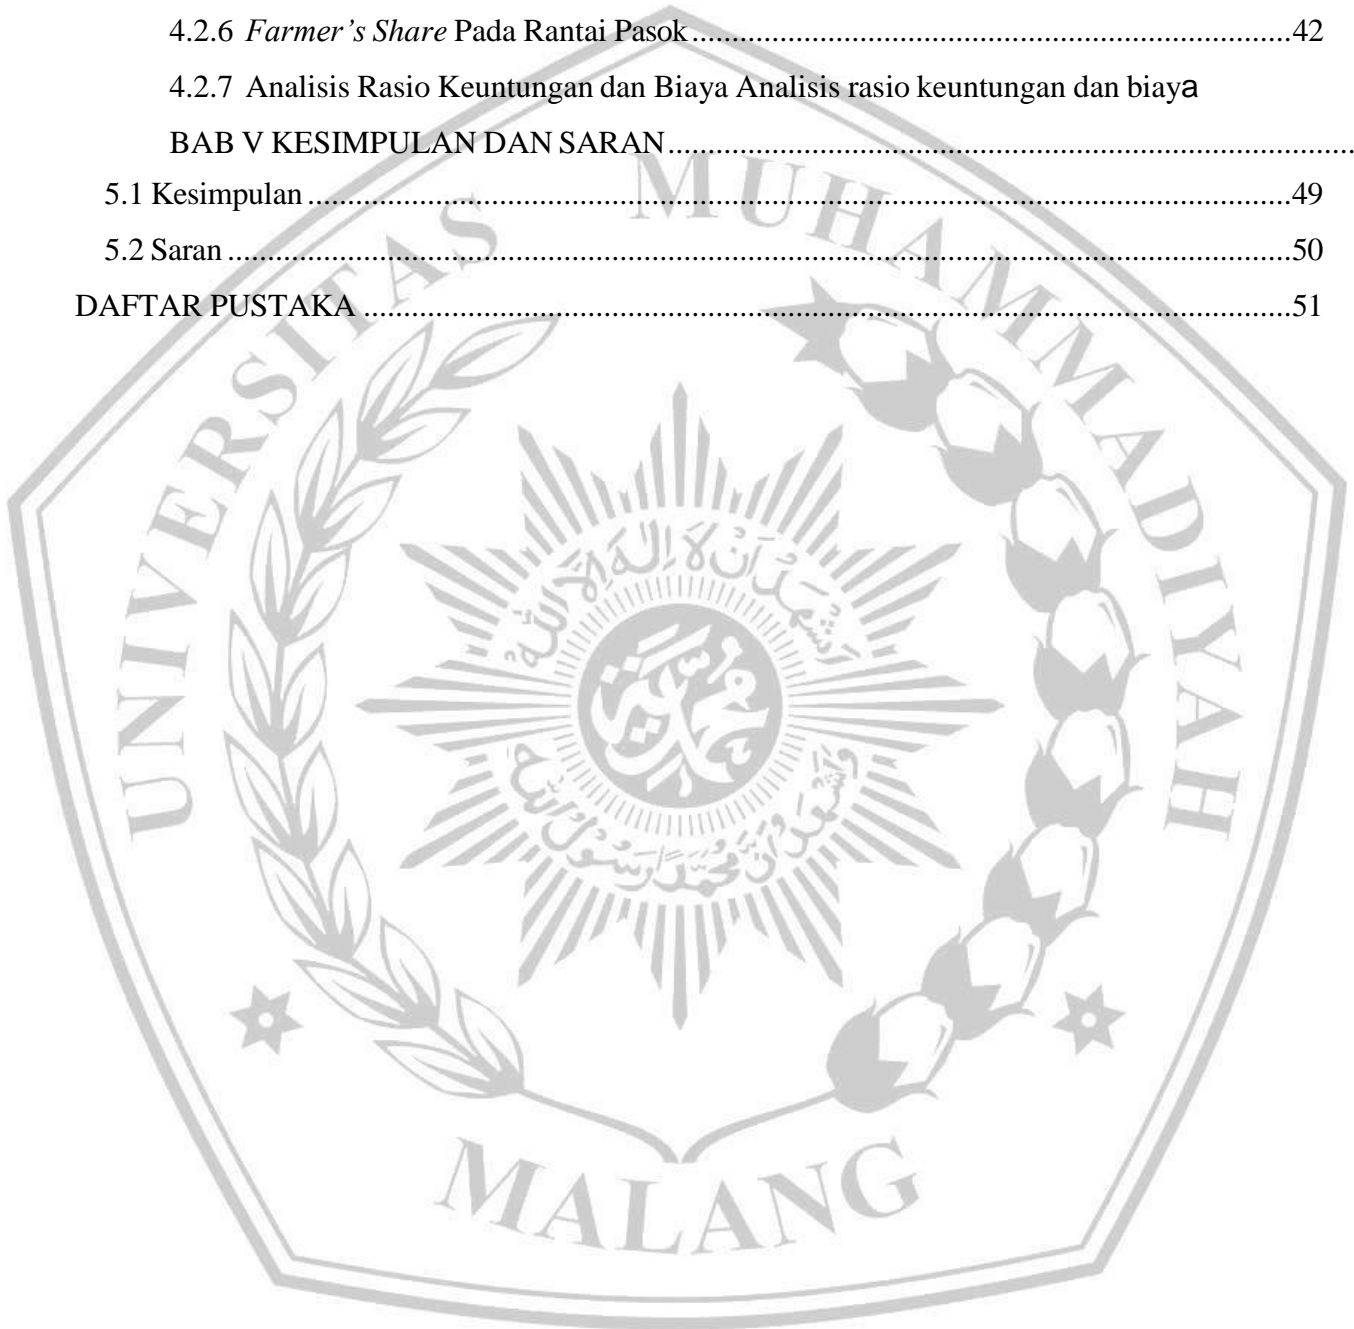 4.2.6 Farmer's Share Pada Rantai Pasok ..........................................................................42
4.2.7 Analisis Rasio Keuntungan dan Biaya Analisis rasio keuntungan dan biaya
BAB V KESIMPULAN DAN SARAN.....................................................................................
5.1 Kesimpulan ..........................................................................................................................49
5.2 Saran ....................................................................................................................................50
DAFTAR PUSTAKA ...................................................................................................................51
UNIVERSITAS MUHAMMADIYAH
MALANG